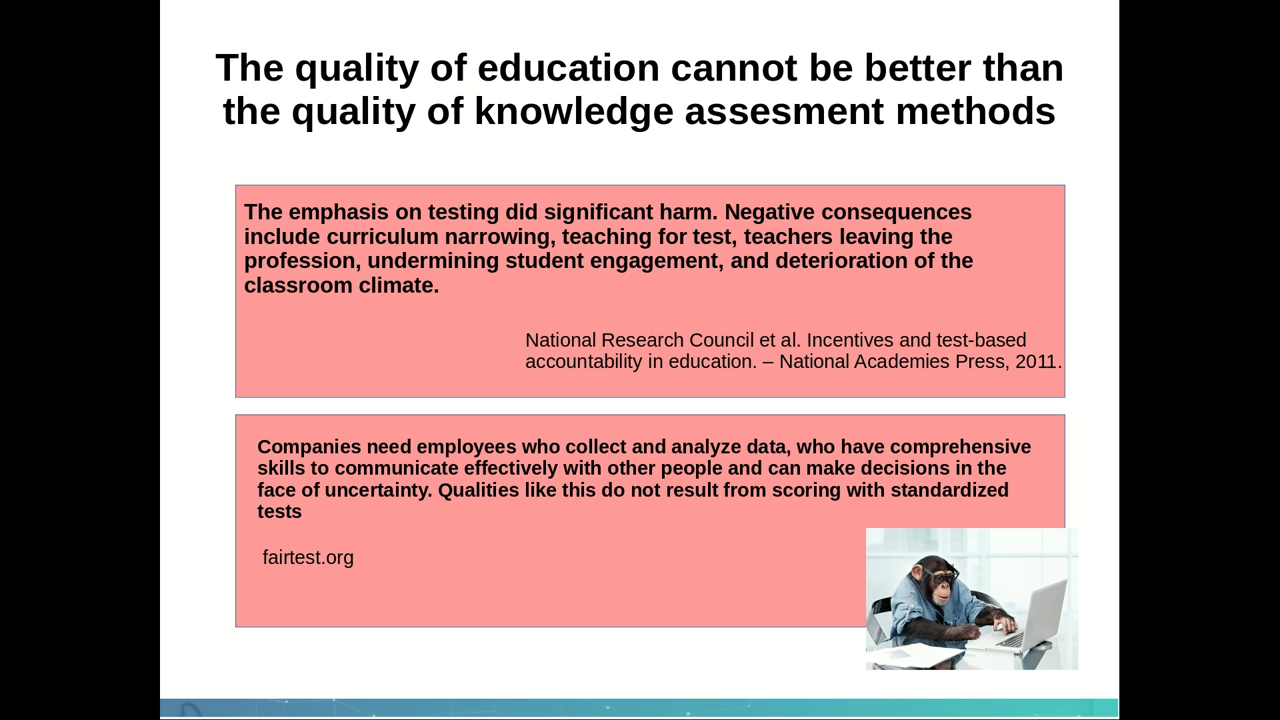 The quality of education cannot be better than
the quality of knowledge assesment methods
The emphasis on testing did significant harm. Negative consequences
include curriculum narrowing, teaching for test, teachers leaving the
profession, undermining student engagement, and deterioration of the
classroom climate.
National Research Council et al. Incentives and test-based
accountability in education. – National Academies Press, 2011.
Companies need employees who collect and analyze data, who have comprehensive
skills to communicate effectively with other people and can make decisions in the
face of uncertainty. Qualities like this do not result from scoring with standardized
tests
fairtest.org